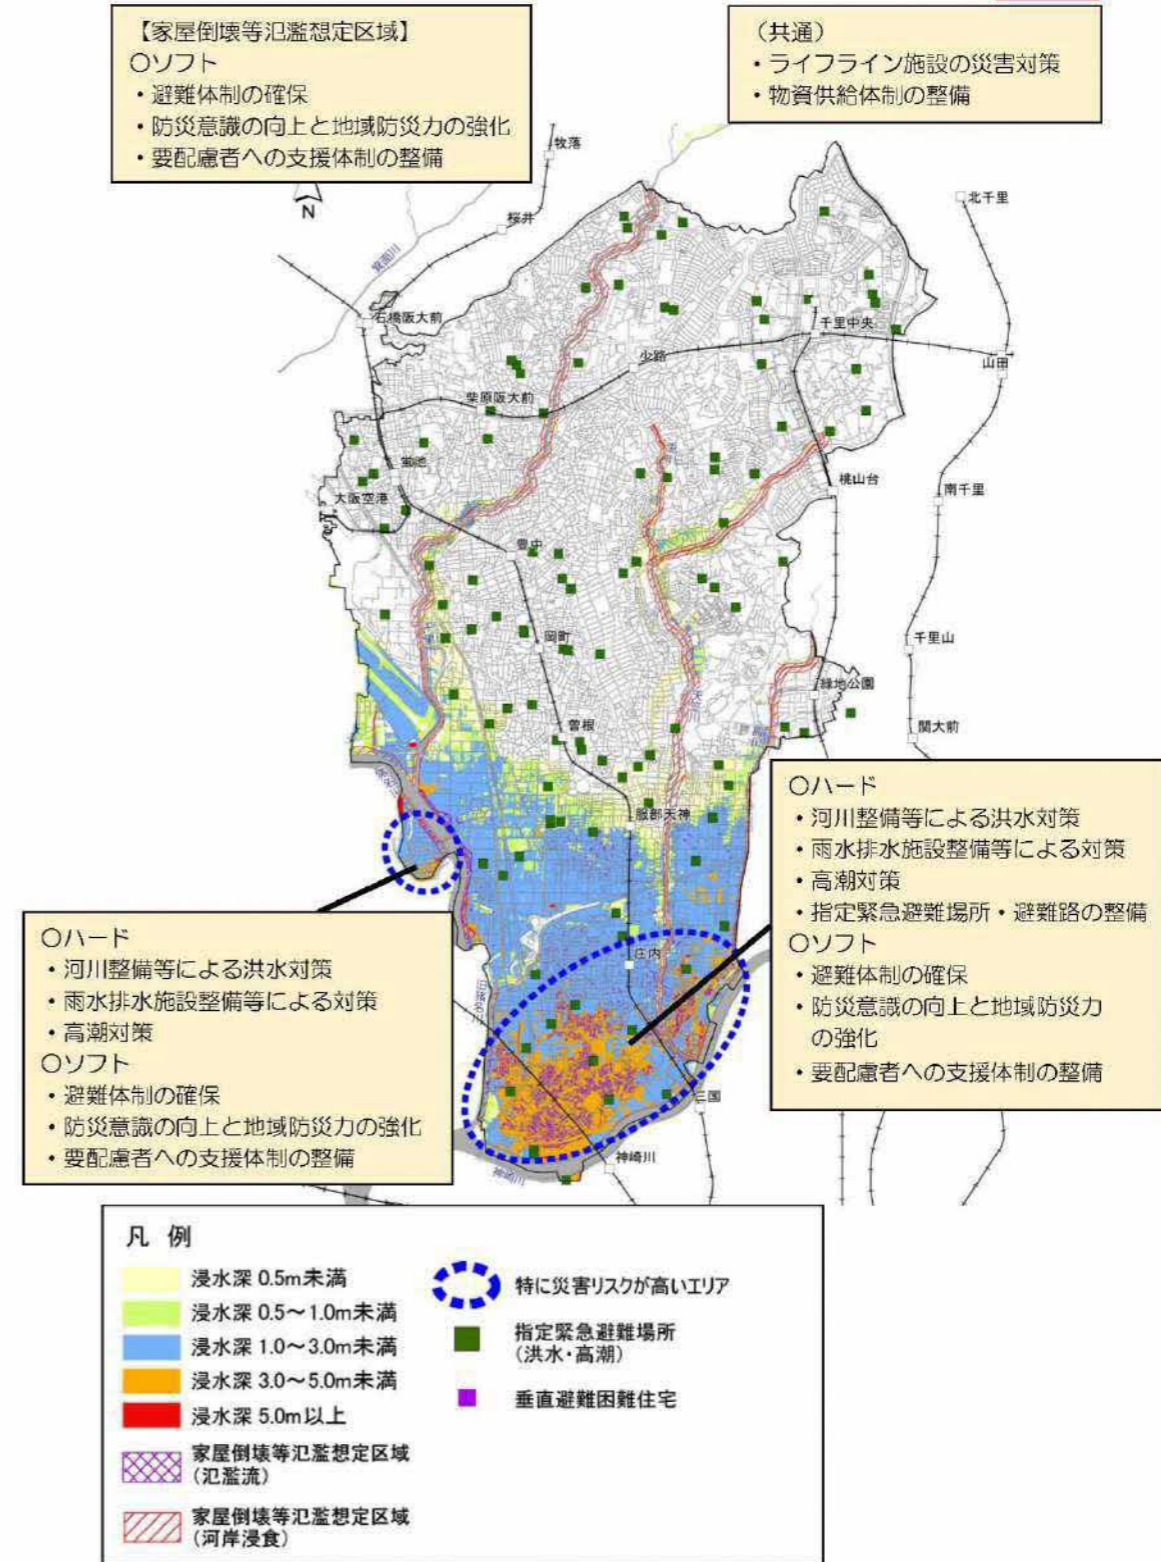 【家屋倒壊等氾濫想定区域】
○ソフト
・避難体制の確保
・防災意識の向上と地域防災力の強化
・要配慮者への支援体制の整備
（共通）
・ライフライン施設の災害対策
・物資供給体制の整備
N
牧落
桜井
北千里
箕面川
石橋阪大前
千里中央
少路
山田
柴原阪大前
蛍池
桃山台
南千里
大阪空港
豊中
岡町
千里山
緑地公園
天竺川
曽根
関大前
服部天神
庄内
旧猪名川
三国
神崎川
神崎川
○ハード
・河川整備等による洪水対策
・雨水排水施設整備等による対策
・高潮対策
・指定緊急避難場所・避難路の整備
○ソフト
・避難体制の確保
・防災意識の向上と地域防災力
の強化
・要配慮者への支援体制の整備
○ハード
・河川整備等による洪水対策
・雨水排水施設整備等による対策
・高潮対策
○ソフト
・避難体制の確保
・防災意識の向上と地域防災力の強化
・要配慮者への支援体制の整備
凡 例
浸水深 0.5m未満
浸水深 0.5～1.0m未満
浸水深 1.0～3.0m未満
浸水深 3.0～5.0m未満
浸水深 5.0m以上
家屋倒壊等氾濫想定区域
（氾濫流）
家屋倒壊等氾濫想定区域
（河岸浸食）
特に災害リスクが高いエリア
指定緊急避難場所
（洪水・高潮）
垂直避難困難住宅